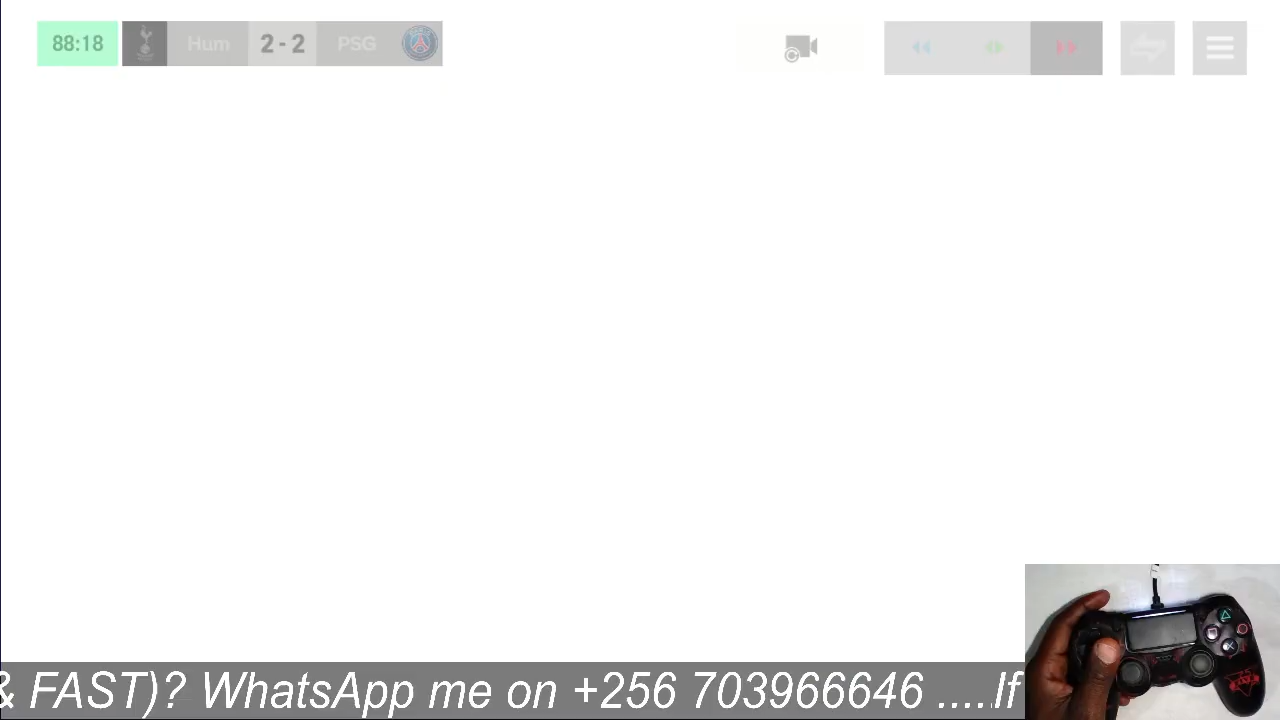 88:18 Hum 2 - 2 PSG
& FAST)? WhatsApp me on +256 703966646 .....If